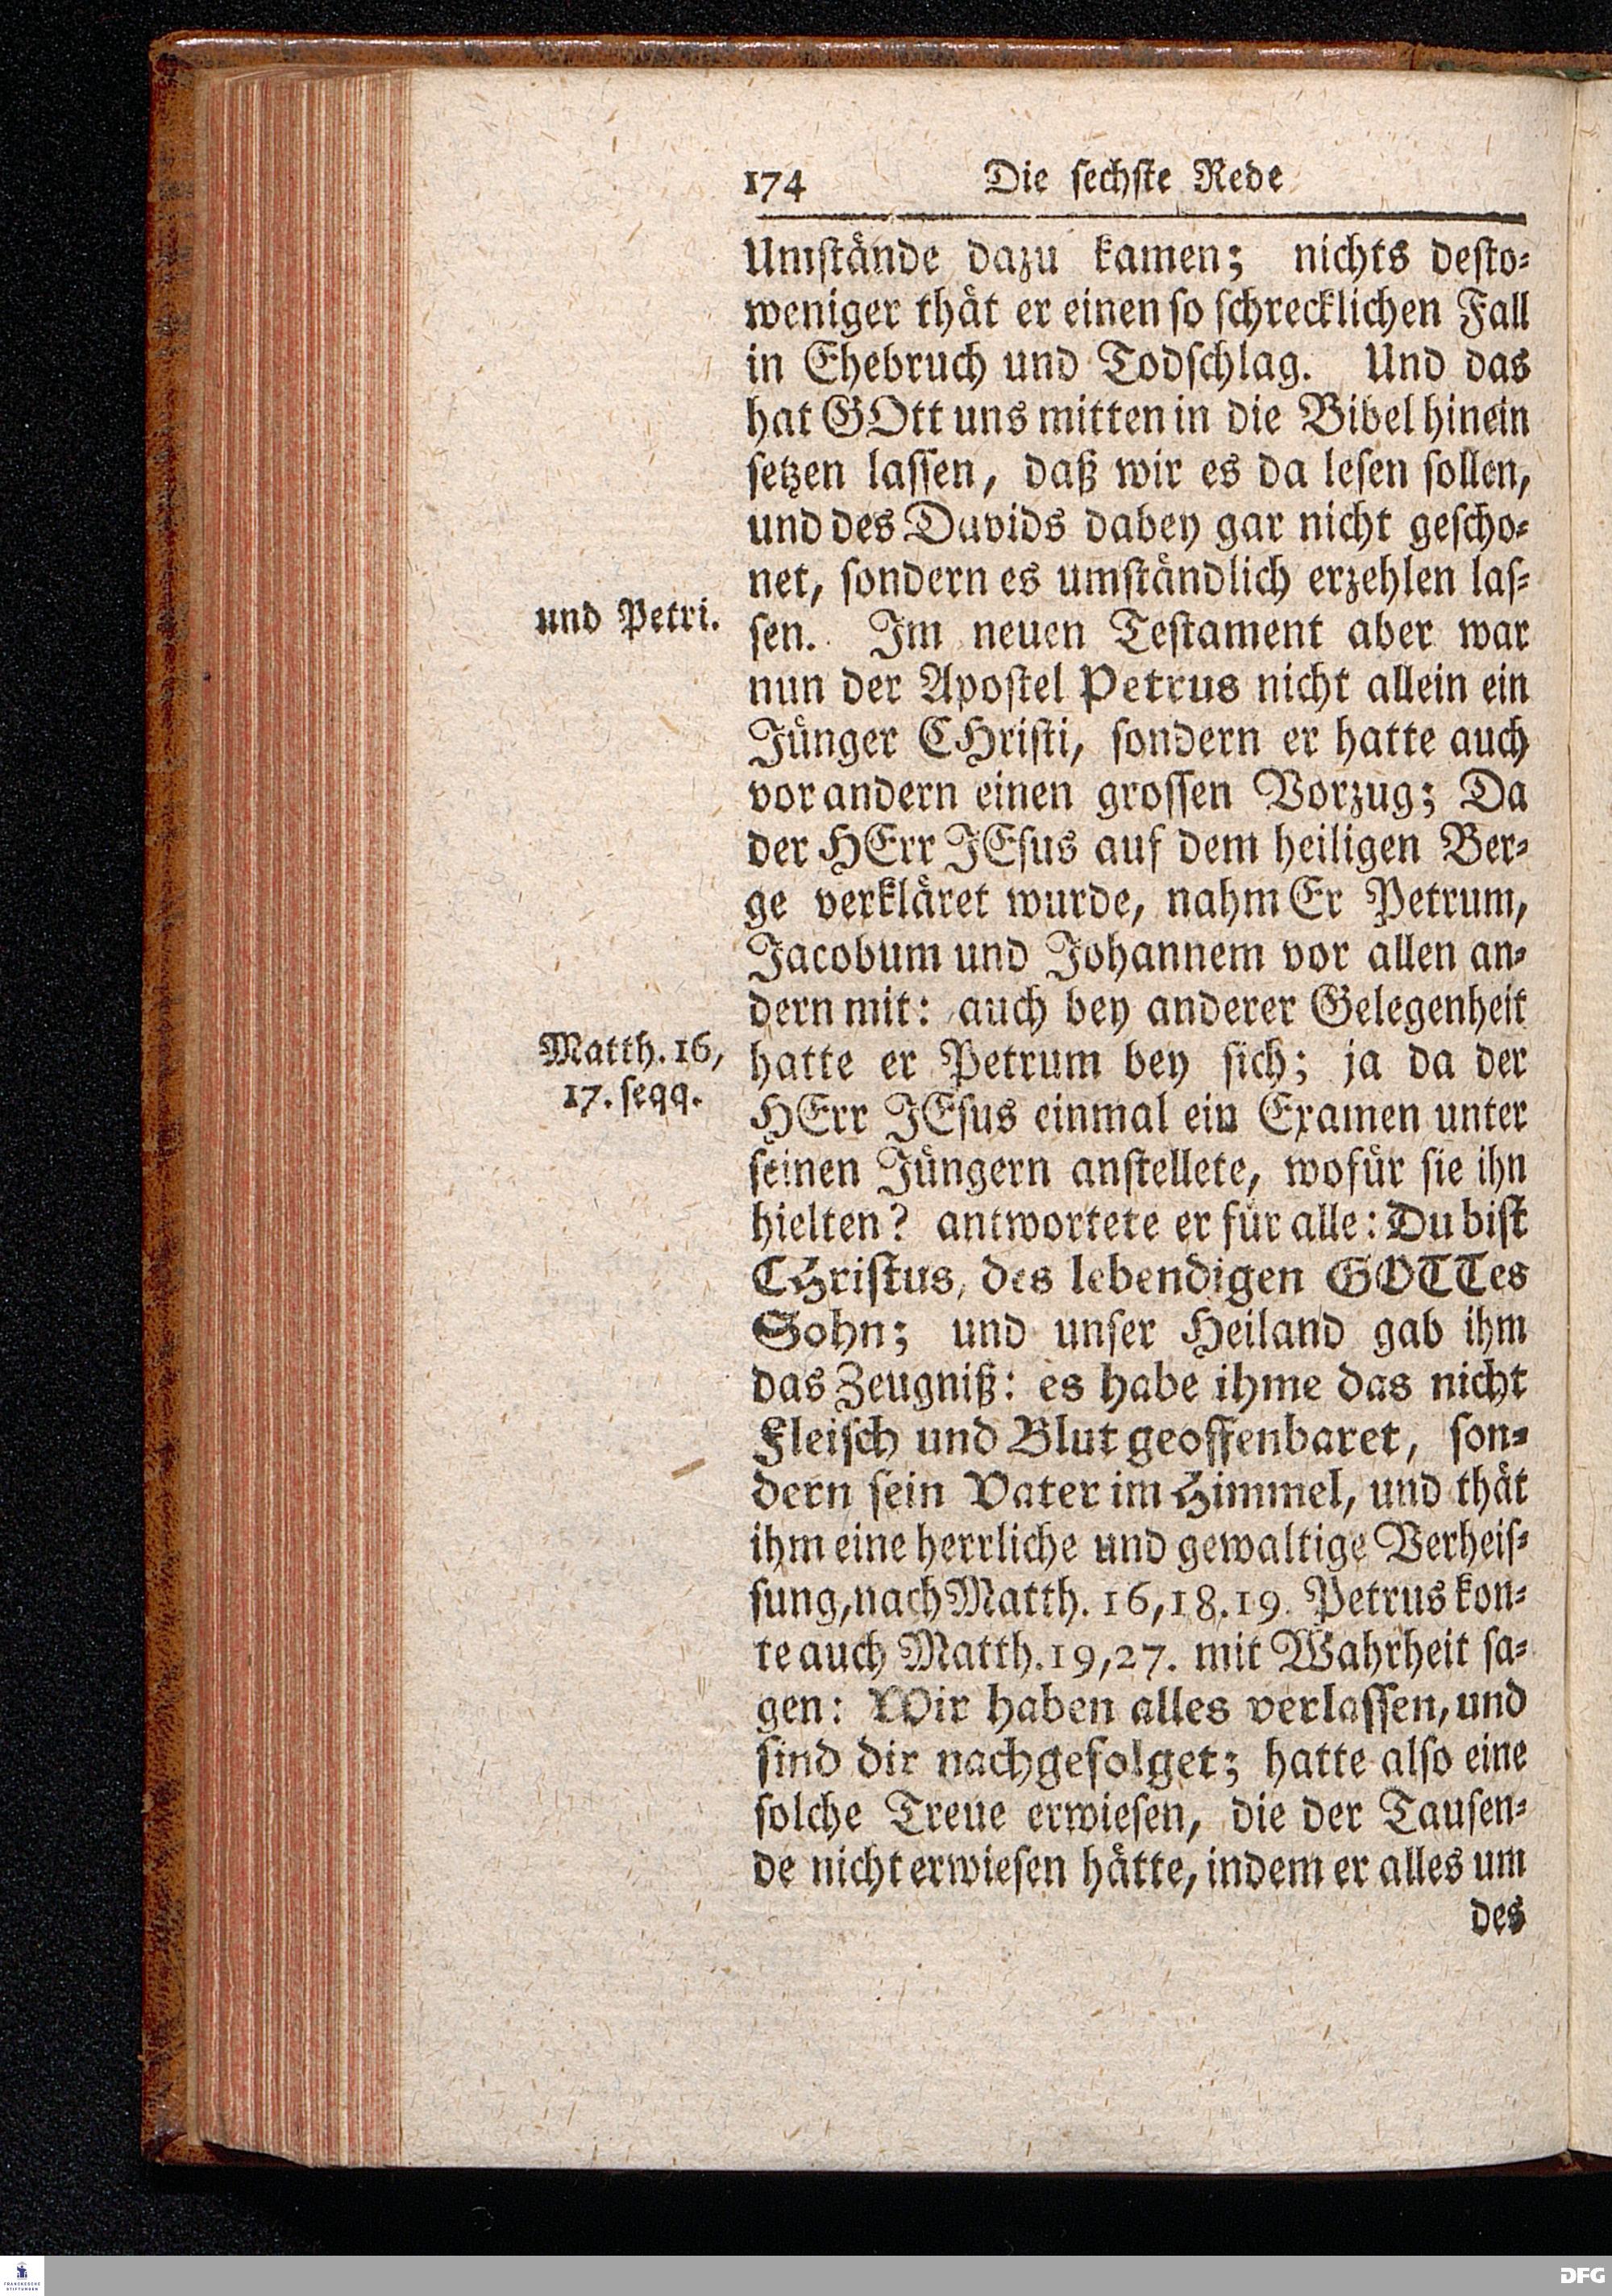 174 Die sechste Rede
Umstände dazu kamen; nichts desto-
weniger thät er einen so schrecklichen Fall
in Ehebruch und Todschlag. Und das
hat GOtt uns mitten in die Bibel hinein
setzen lassen, daß wir es da lesen sollen,
und des Davids dabey gar nicht gescho-
net, sondern es umständlich erzehlen las-
und Petri.
sen. Im neuen Testament aber war
nun der Apostel Petrus nicht allein ein
Jünger CHristi, sondern er hatte auch
vor andern einen grossen Vorzug; Da
der HErr JEsus auf dem heiligen Ber-
ge verkläret wurde, nahm Er Petrum,
Jacobum und Johannem vor allen an-
dern mit: auch bey anderer Gelegenheit
Matth. 16,
17. seqq.
hatte er Petrum bey sich; ja da der
HErr JEsus einmal ein Examen unter
seinen Jüngern anstellete, wofür sie ihn
hielten? antwortete er für alle: Du bist
CHristus, des lebendigen GOTTes
Sohn; und unser Heiland gab ihm
das Zeugniß: es habe ihme das nicht
Fleisch und Blut geoffenbaret, son-
dern sein Vater im Himmel, und thät
ihm eine herrliche und gewaltige Verheis-
sung, nach Matth. 16,18.19. Petrus kon-
te auch Matth. 19,27. mit Wahrheit sa-
gen: Wir haben alles verlassen, und
sind dir nachgefolget; hatte also eine
solche Treue erwiesen, die der Tausen-
de nicht erwiesen hätte, indem er alles um
des
FRANCKESCHE
STIFTUNGEN
DFG